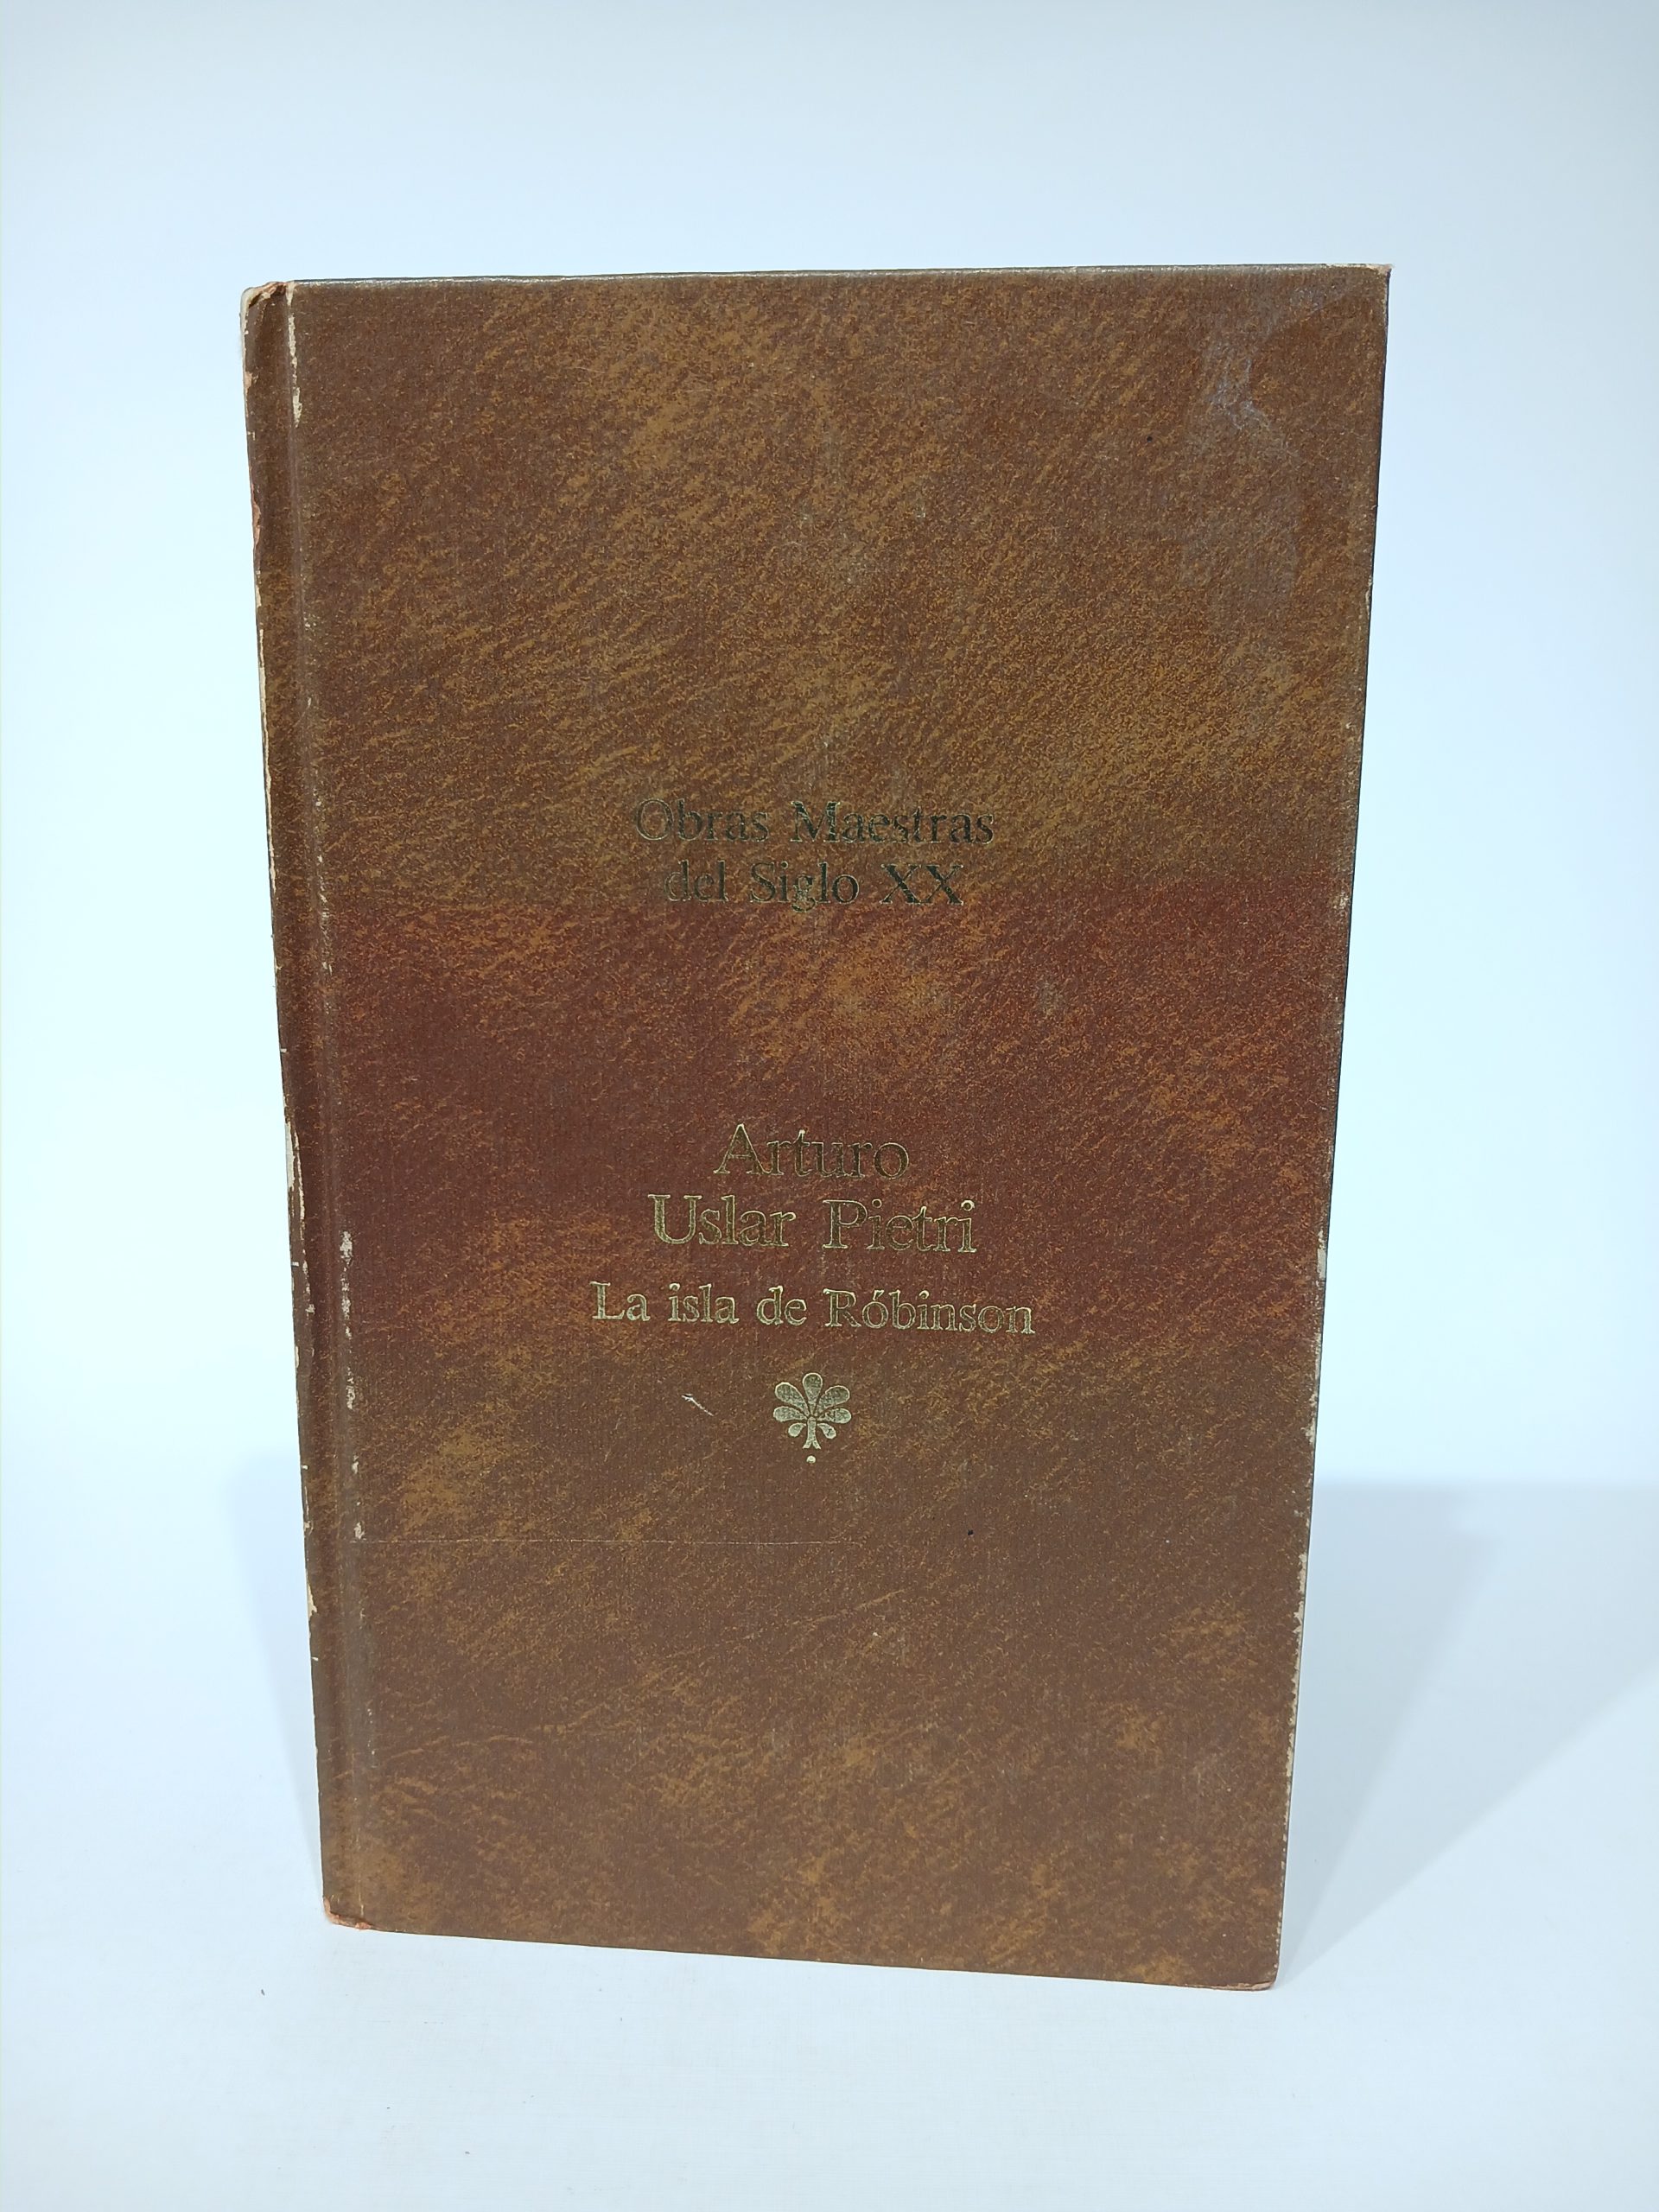 Obras Maestras
del Siglo XX
Arturo
Uslar Pietri
La isla de Róbinson